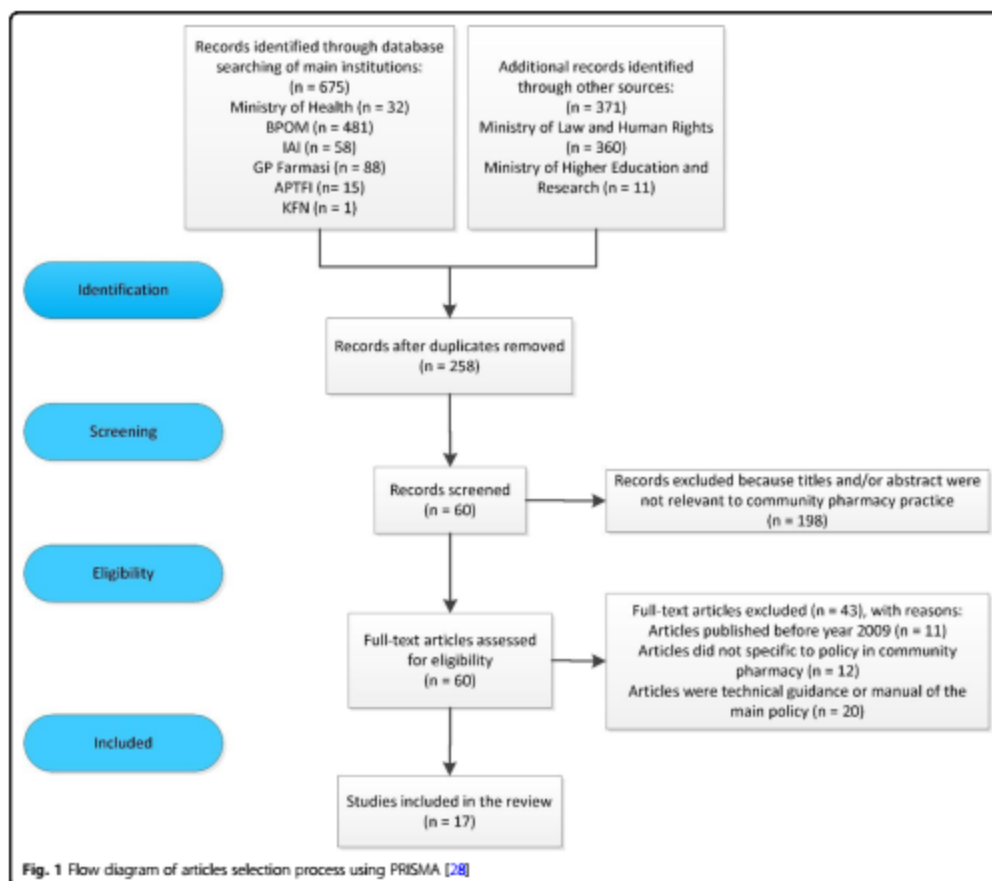 Records identified through database
searching of main institutions:
(n = 675)
Ministry of Health (n = 32)
BPOM (n = 481)
IAI (n = 58)
GP Farmasi (n = 88)
APTFI (n= 15)
KFN (n = 1)
Additional records identified
through other sources:
(n = 371)
Ministry of Law and Human Rights
(n = 360)
Ministry of Higher Education and
Research (n = 11)
Identification
Records after duplicates removed
(n = 258)
Screening
Records screened
(n = 60)
Records excluded because titles and/or abstract were
not relevant to community pharmacy practice
(n = 198)
Eligibility
Full-text articles assessed
for eligibility
(n = 60)
Full-text articles excluded (n = 43), with reasons:
Articles published before year 2009 (n = 11)
Articles did not specific to policy in community
pharmacy (n = 12)
Articles were technical guidance or manual of the
main policy (n = 20)
Included
Studies included in the review
(n = 17)
Fig. 1 Flow diagram of articles selection process using PRISMA [28]